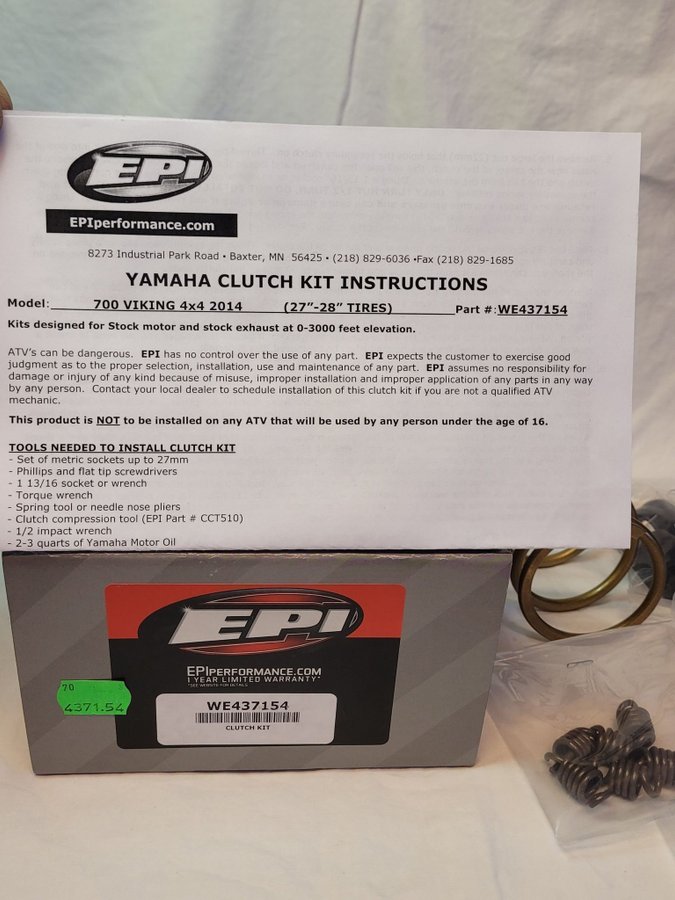 EPI
EPIperformance.com
8273 Industrial Park Road • Baxter, MN 56425 • (218) 829-6036 •Fax (218) 829-1685
YAMAHA CLUTCH KIT INSTRUCTIONS
Model: 700 VIKING 4x4 2014 (27”-28” TIRES) Part #: WE437154
Kits designed for Stock motor and stock exhaust at 0-3000 feet elevation.
ATV's can be dangerous. EPI has no control over the use of any part. EPI expects the customer to exercise good
judgment as to the proper selection, installation, use and maintenance of any part. EPI assumes no responsibility for
damage or injury of any kind because of misuse, improper installation and improper application of any parts in any way
by any person. Contact your local dealer to schedule installation of this clutch kit if you are not a qualified ATV
mechanic.
This product is NOT to be installed on any ATV that will be used by any person under the age of 16.
TOOLS NEEDED TO INSTALL CLUTCH KIT
- Set of metric sockets up to 27mm
- Phillips and flat tip screwdrivers
- 1 13/16 socket or wrench
- Torque wrench
- Spring tool or needle nose pliers
- Clutch compression tool (EPI Part # CCT510)
- 1/2 impact wrench
- 2-3 quarts of Yamaha Motor Oil
EPI
EPIPERFORMANCE.COM
1 YEAR LIMITED WARRANTY*
*SEE WEBSITE FOR DETAILS
70
4371.54
WE437154
CLUTCH KIT